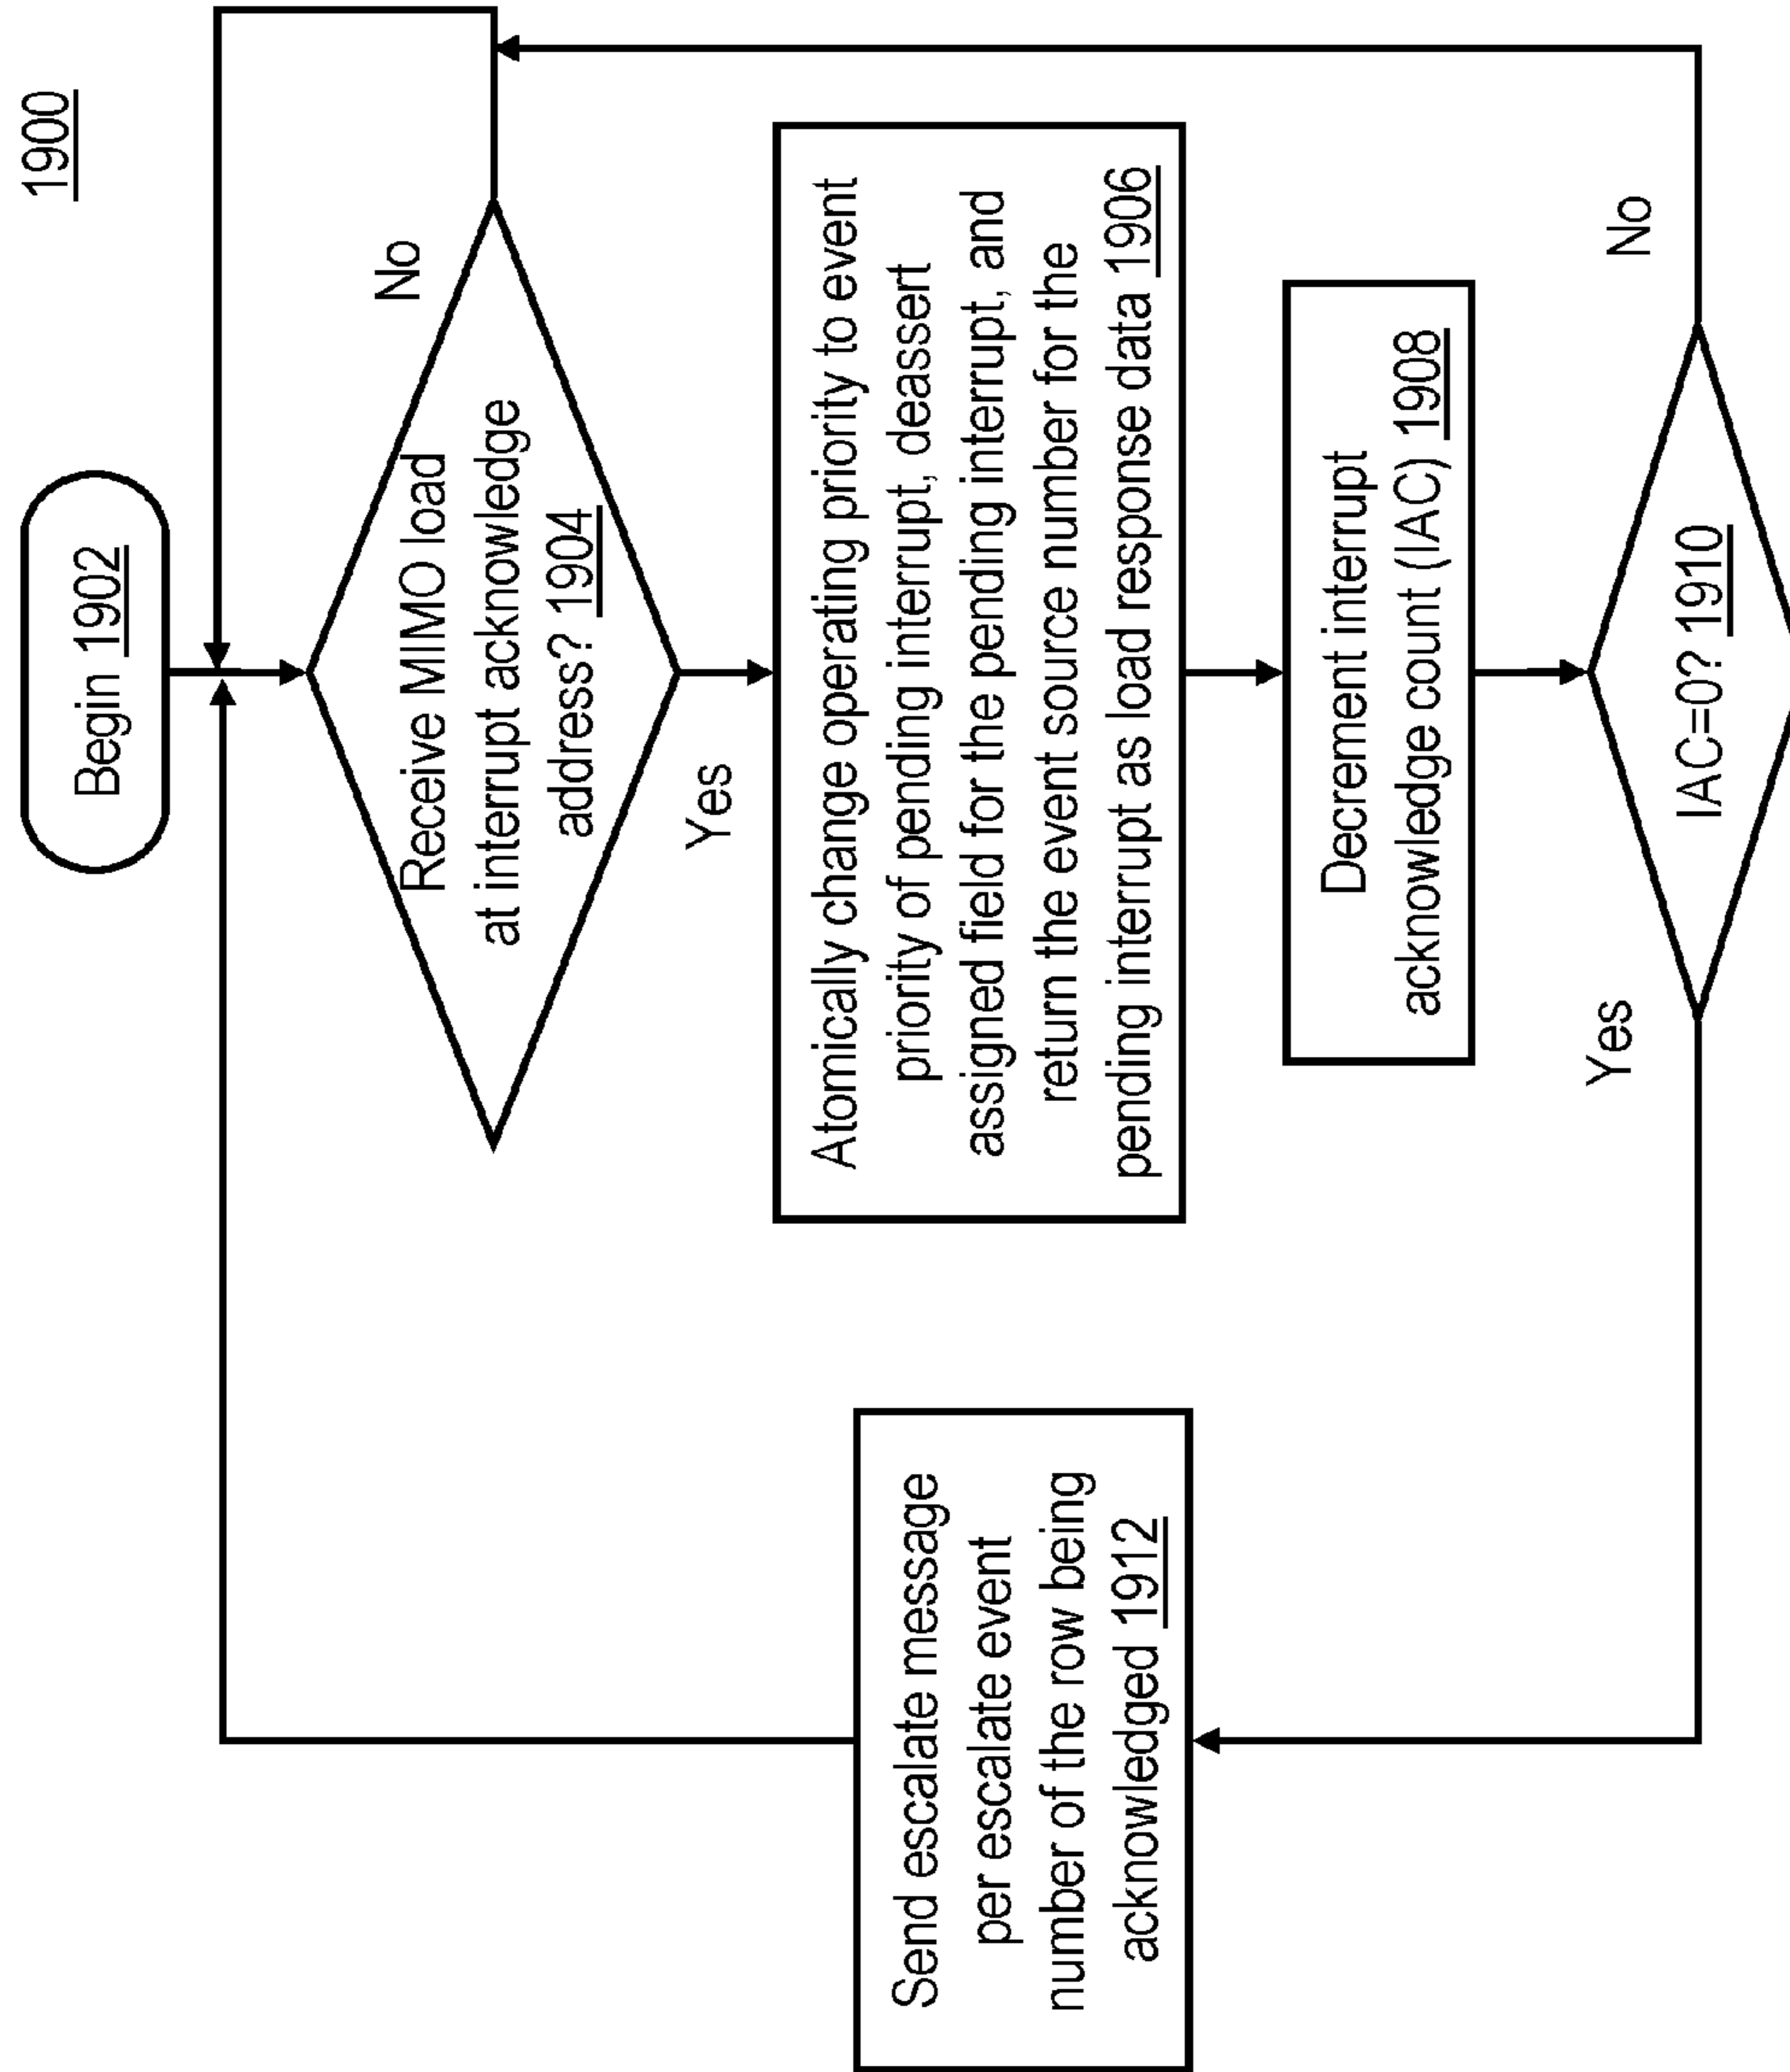 1900
Begin 1902
Receive MIMO load
at interrupt acknowledge
address? 1904
No
Yes
Atomically change operating priority to event
priority of pending interrupt, deassert
assigned field for the pending interrupt, and
return the event source number for the
pending interrupt as load response data 1906
Decrement interrupt
acknowledge count (IAC) 1908
IAC=0? 1910
No
Yes
Send escalate message
per escalate event
number of the row being
acknowledged 1912